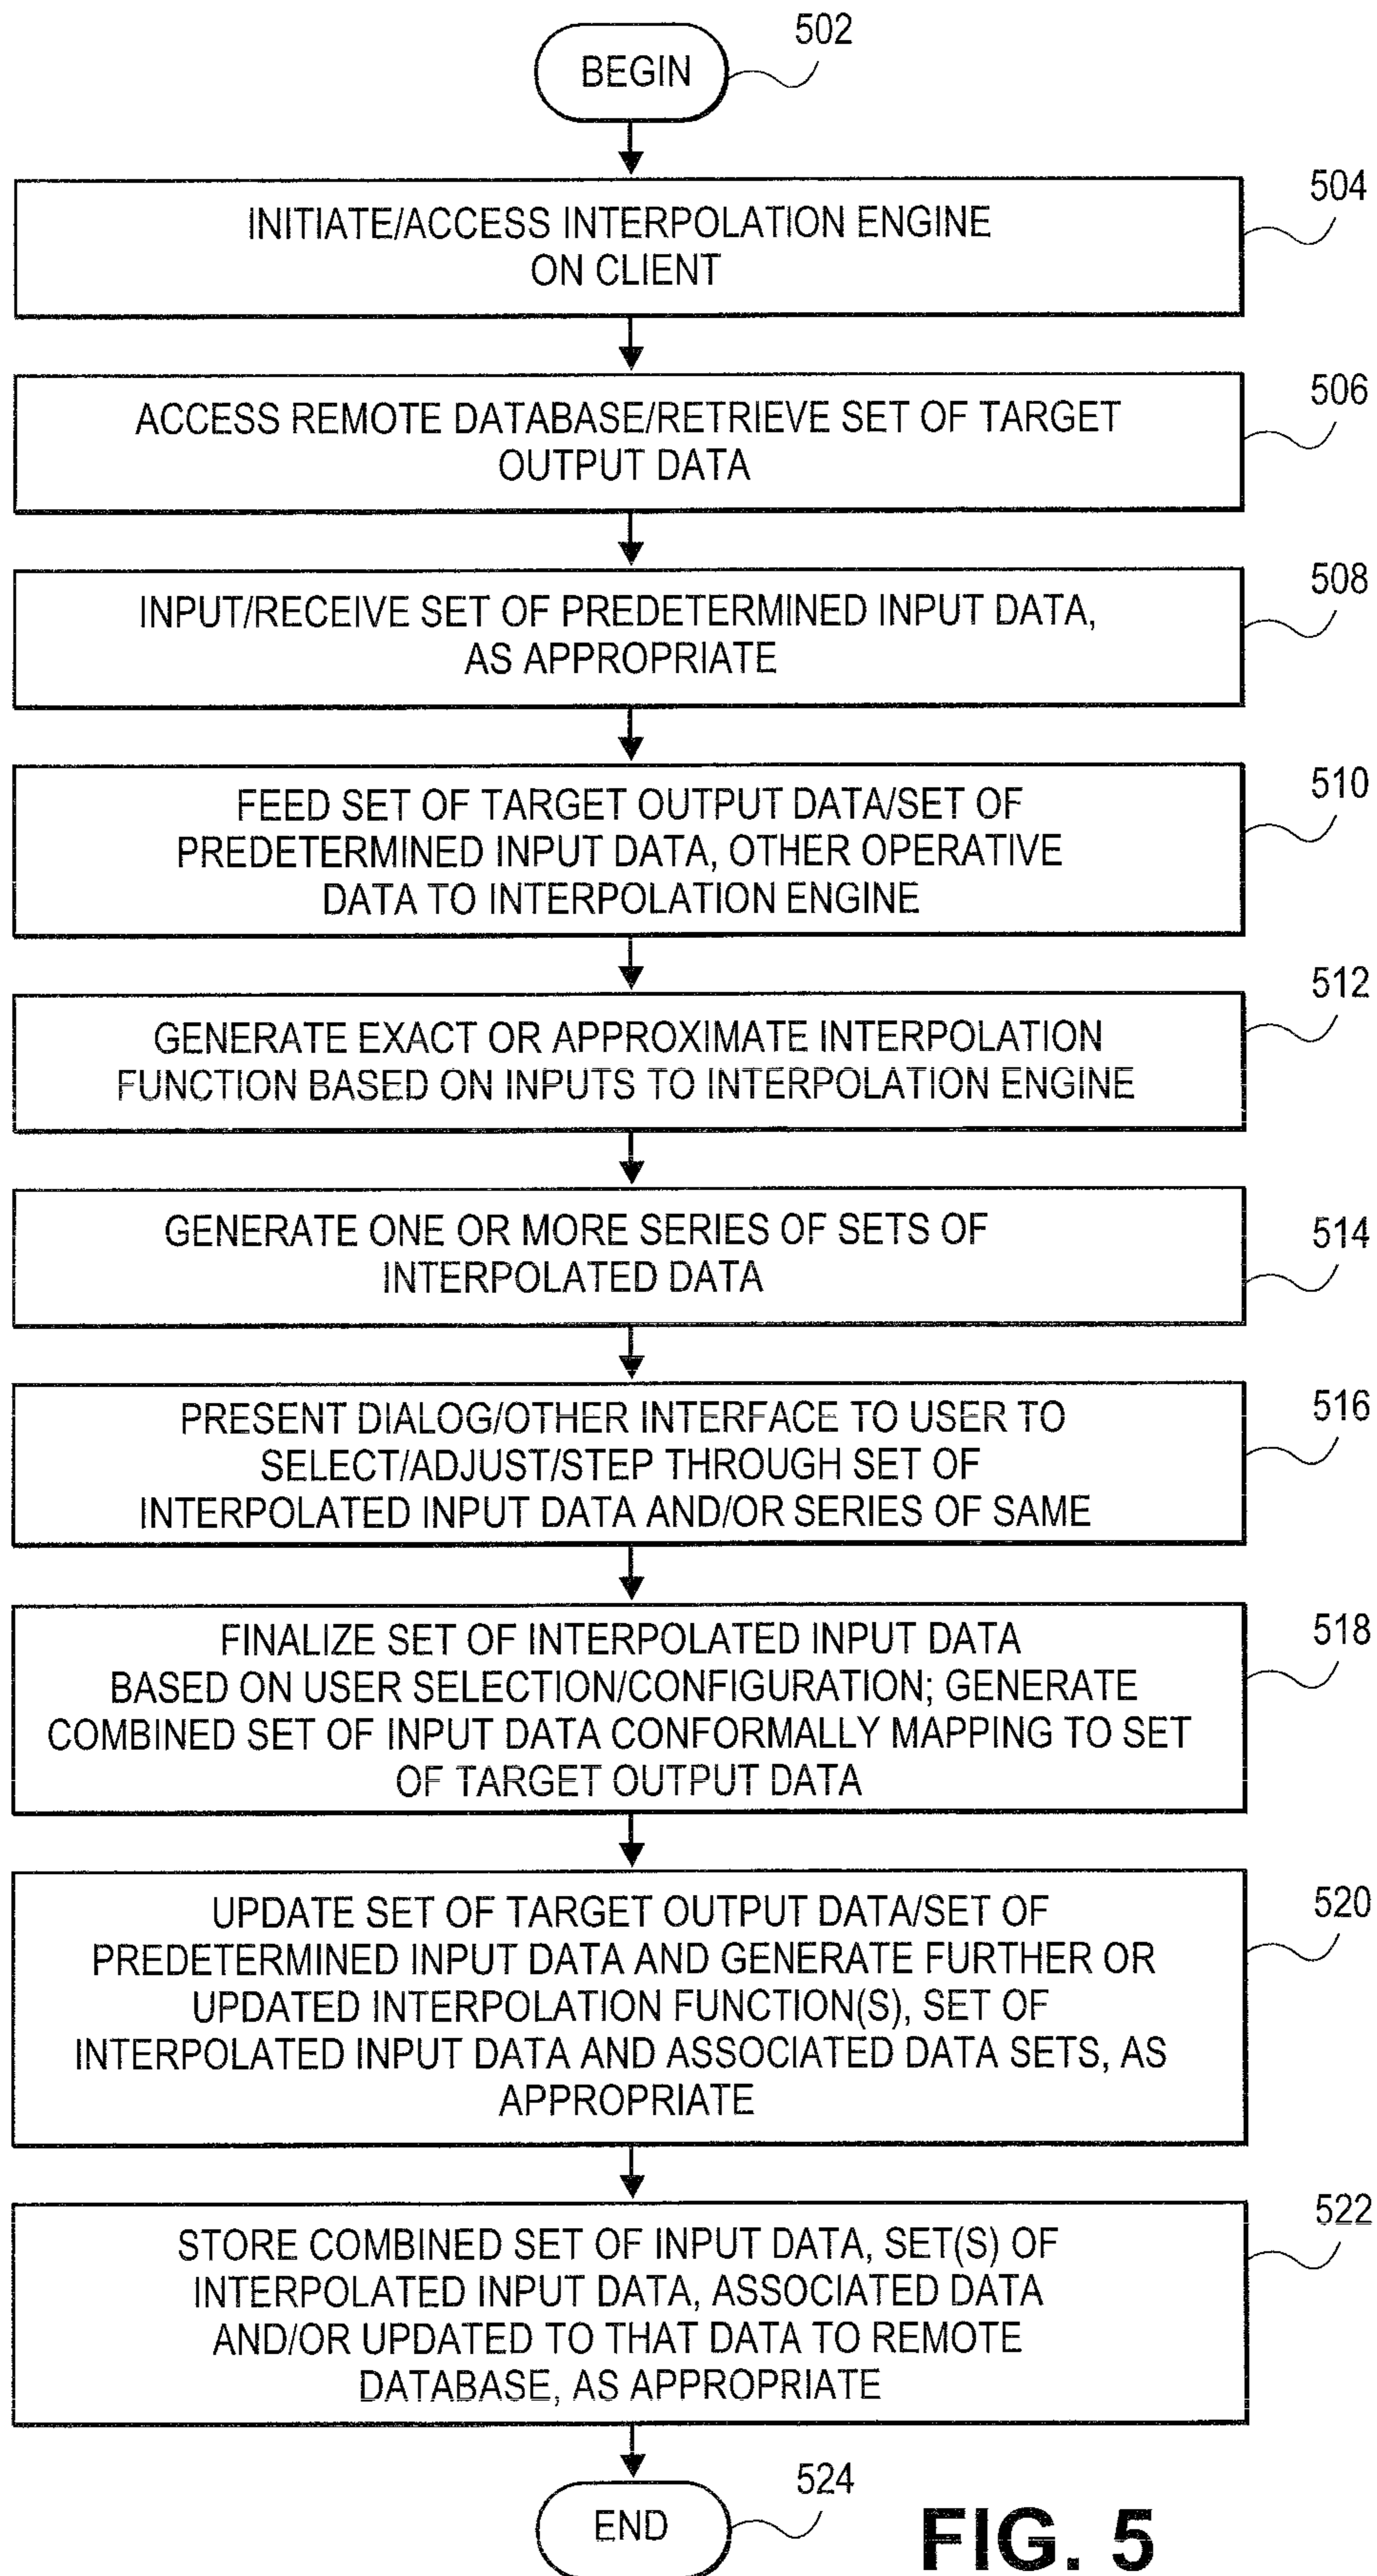 502
BEGIN
504
INITIATE/ACCESS INTERPOLATION ENGINE
ON CLIENT
506
ACCESS REMOTE DATABASE/RETRIEVE SET OF TARGET
OUTPUT DATA
508
INPUT/RECEIVE SET OF PREDETERMINED INPUT DATA,
AS APPROPRIATE
510
FEED SET OF TARGET OUTPUT DATA/SET OF
PREDETERMINED INPUT DATA, OTHER OPERATIVE
DATA TO INTERPOLATION ENGINE
512
GENERATE EXACT OR APPROXIMATE INTERPOLATION
FUNCTION BASED ON INPUTS TO INTERPOLATION ENGINE
514
GENERATE ONE OR MORE SERIES OF SETS OF
INTERPOLATED DATA
516
PRESENT DIALOG/OTHER INTERFACE TO USER TO
SELECT/ADJUST/STEP THROUGH SET OF
INTERPOLATED INPUT DATA AND/OR SERIES OF SAME
518
FINALIZE SET OF INTERPOLATED INPUT DATA
BASED ON USER SELECTION/CONFIGURATION; GENERATE
COMBINED SET OF INPUT DATA CONFORMALLY MAPPING TO SET
OF TARGET OUTPUT DATA
520
UPDATE SET OF TARGET OUTPUT DATA/SET OF
PREDETERMINED INPUT DATA AND GENERATE FURTHER OR
UPDATED INTERPOLATION FUNCTION(S), SET OF
INTERPOLATED INPUT DATA AND ASSOCIATED DATA SETS, AS
APPROPRIATE
522
STORE COMBINED SET OF INPUT DATA, SET(S) OF
INTERPOLATED INPUT DATA, ASSOCIATED DATA
AND/OR UPDATED TO THAT DATA TO REMOTE
DATABASE, AS APPROPRIATE
524
END
FIG. 5